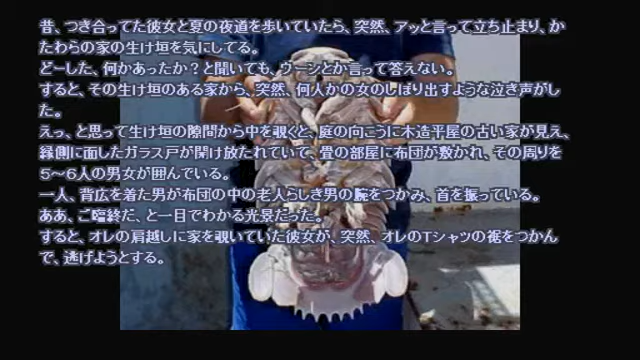 昔、つき合ってた彼女と夏の夜道を歩いていたら、突然、アッと言って立ち止まり、か
たわらの家の生け垣を気にしてる。
どーした、何かあったか？と聞いても、ウーンとか言って答えない。
すると、その生け垣のある家から、突然、何人かの女のしぼり出すような泣き声がし
た。
えっ、と思って生け垣の隙間から中を覗くと、庭の向こうに木造平屋の古い家が見え、
縁側に面したガラス戸が開け放たれていて、畳の部屋に布団が敷かれ、その周りを
５～６人の男女が囲んでいる。
一人、背広を着た男が布団の中の老人らしき男の腕をつかみ、首を振っている。
ああ、ご臨終だ、と一目でわかる光景だった。
すると、オレの肩越しに家を覗いていた彼女が、突然、オレのTシャツの裾をつかん
で、逃げようとする。